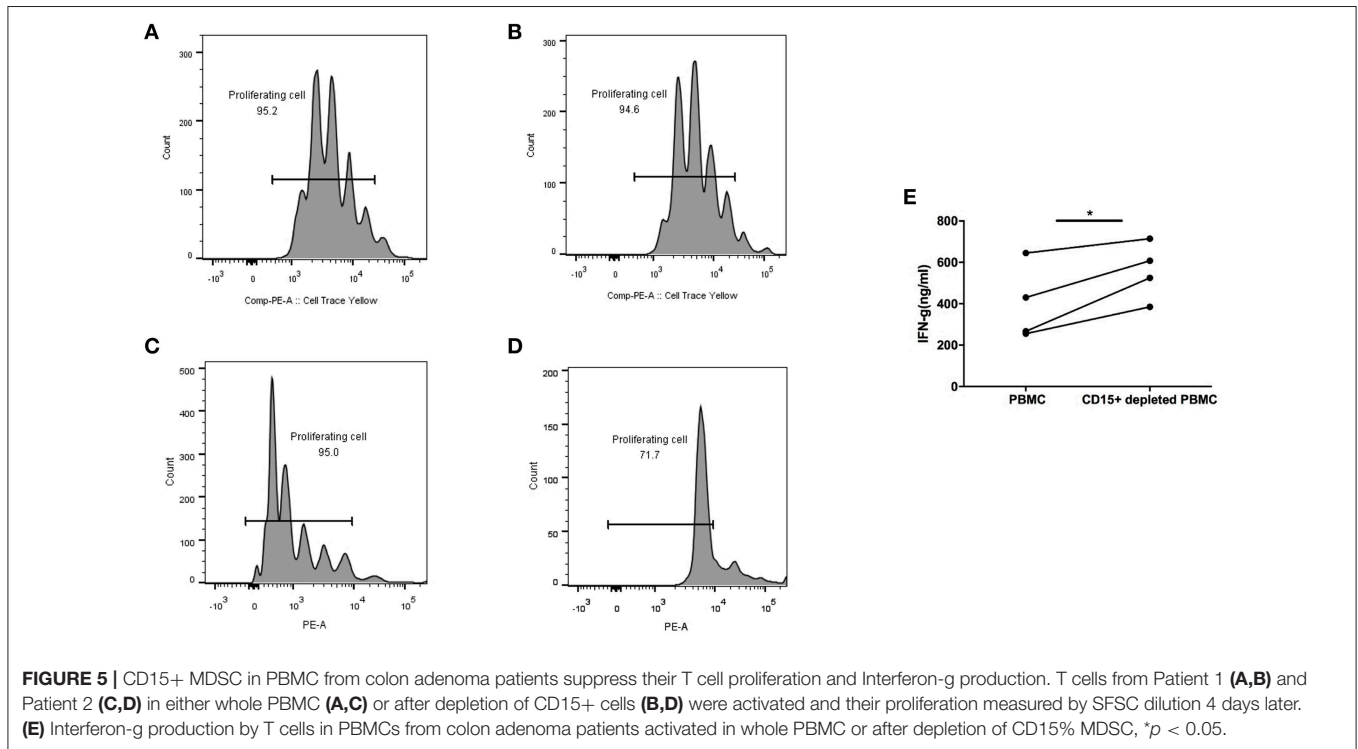 A
300
200
100
0
Count
Proliferating cell
95.2
-10³ 0 10³ 10⁴ 10⁵
Comp-PE-A :: Cell Trace Yellow
B
300
200
100
0
Count
Proliferating cell
94.6
-10³ 0 10³ 10⁴ 10⁵
Comp-PE-A :: Cell Trace Yellow
C
500
400
300
200
100
0
Count
Proliferating cell
95.0
-10³ 0 10³ 10⁴ 10⁵
PE-A
D
200
150
100
50
0
Count
Proliferating cell
71.7
-10³ 0 10³ 10⁴ 10⁵
PE-A
E
800
600
400
200
0
IFN-g(ng/ml)
*
PBMC CD15+ depleted PBMC
FIGURE 5 | CD15+ MDSC in PBMC from colon adenoma patients suppress their T cell proliferation and Interferon-g production. T cells from Patient 1 (A,B) and
Patient 2 (C,D) in either whole PBMC (A,C) or after depletion of CD15+ cells (B,D) were activated and their proliferation measured by SFSC dilution 4 days later.
(E) Interferon-g production by T cells in PBMCs from colon adenoma patients activated in whole PBMC or after depletion of CD15% MDSC, *p < 0.05.